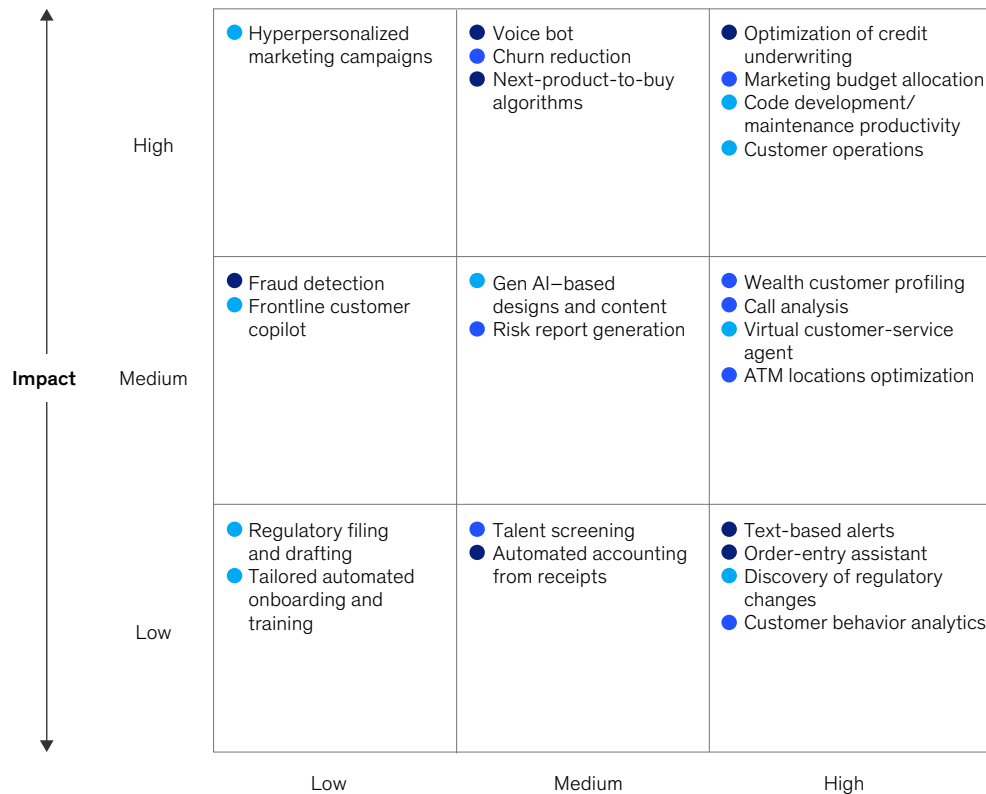 High
Hyperpersonalized
marketing campaigns
Voice bot
Churn reduction
Next-product-to-buy
algorithms
Optimization of credit
underwriting
Marketing budget allocation
Code development/
maintenance productivity
Customer operations
Impact
Medium
Fraud detection
Frontline customer
copilot
Gen AI–based
designs and content
Risk report generation
Wealth customer profiling
Call analysis
Virtual customer-service
agent
ATM locations optimization
Low
Regulatory filing
and drafting
Tailored automated
onboarding and
training
Talent screening
Automated accounting
from receipts
Text-based alerts
Order-entry assistant
Discovery of regulatory
changes
Customer behavior analytics
Low
Medium
High